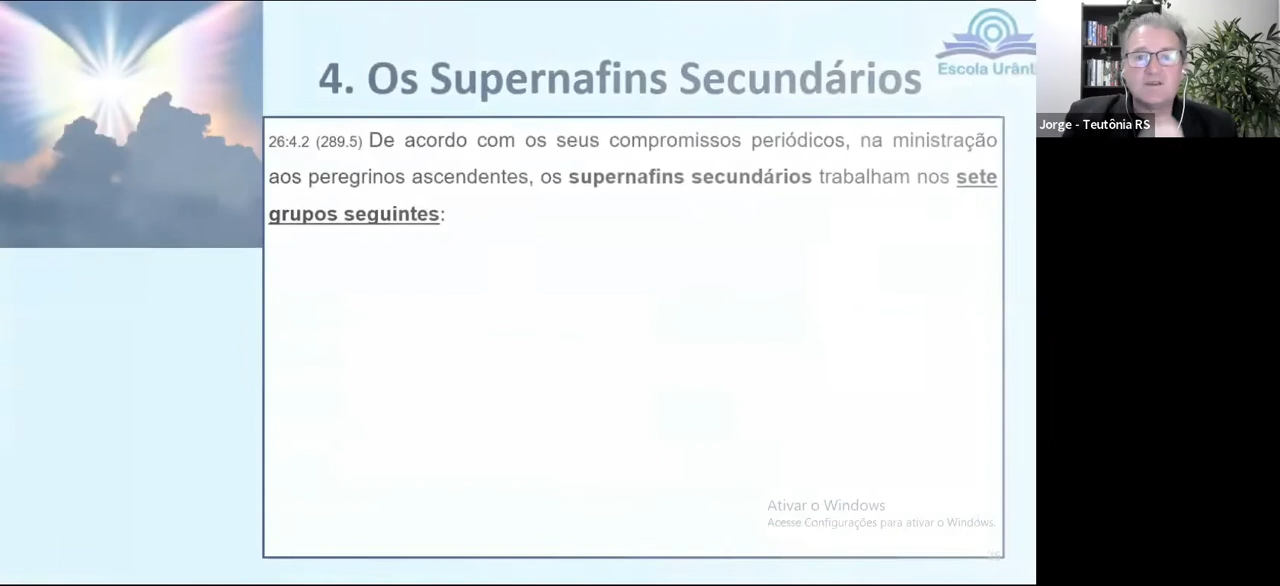 Escola Urânt
4. Os Supernafins Secundários
26:4.2 (289.5) De acordo com os seus compromissos periódicos, na ministração
aos peregrinos ascendentes, os supernafins secundários trabalham nos sete
grupos seguintes:
Ativar o Windows
Acesse Configurações para ativar o Windows.
Jorge - Teutônia RS